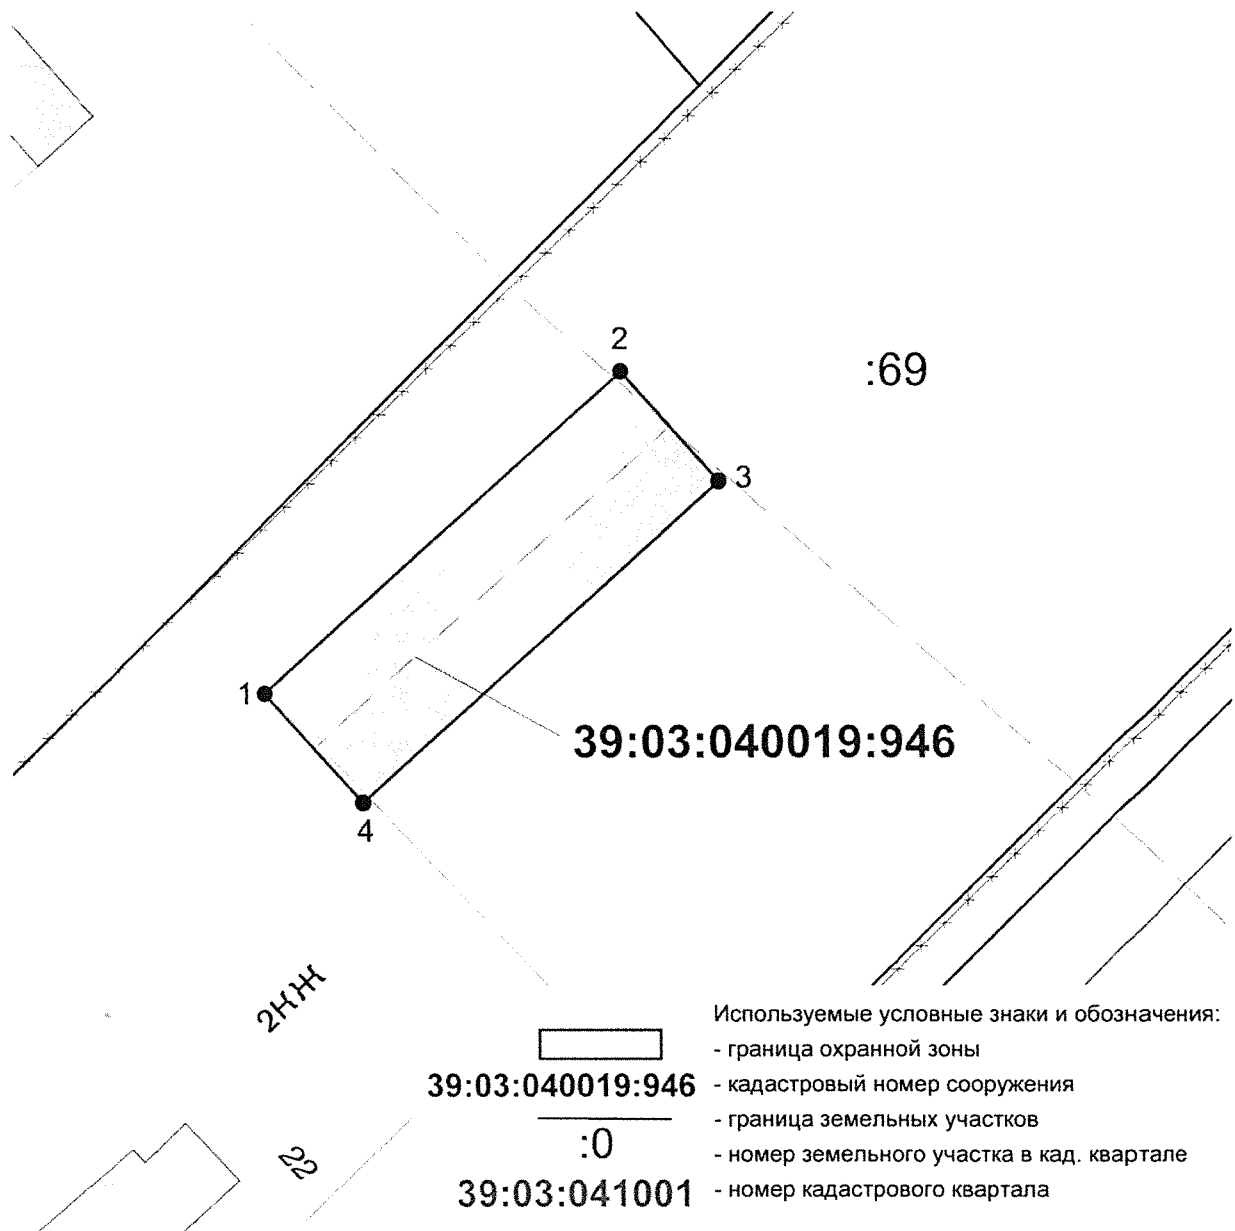 2
:69
3
1
39:03:040019:946
4
2КЖ
Используемые условные знаки и обозначения:
- граница охранной зоны
39:03:040019:946 - кадастровый номер сооружения
- граница земельных участков
:0 - номер земельного участка в кад. квартале
22
39:03:041001 - номер кадастрового квартала